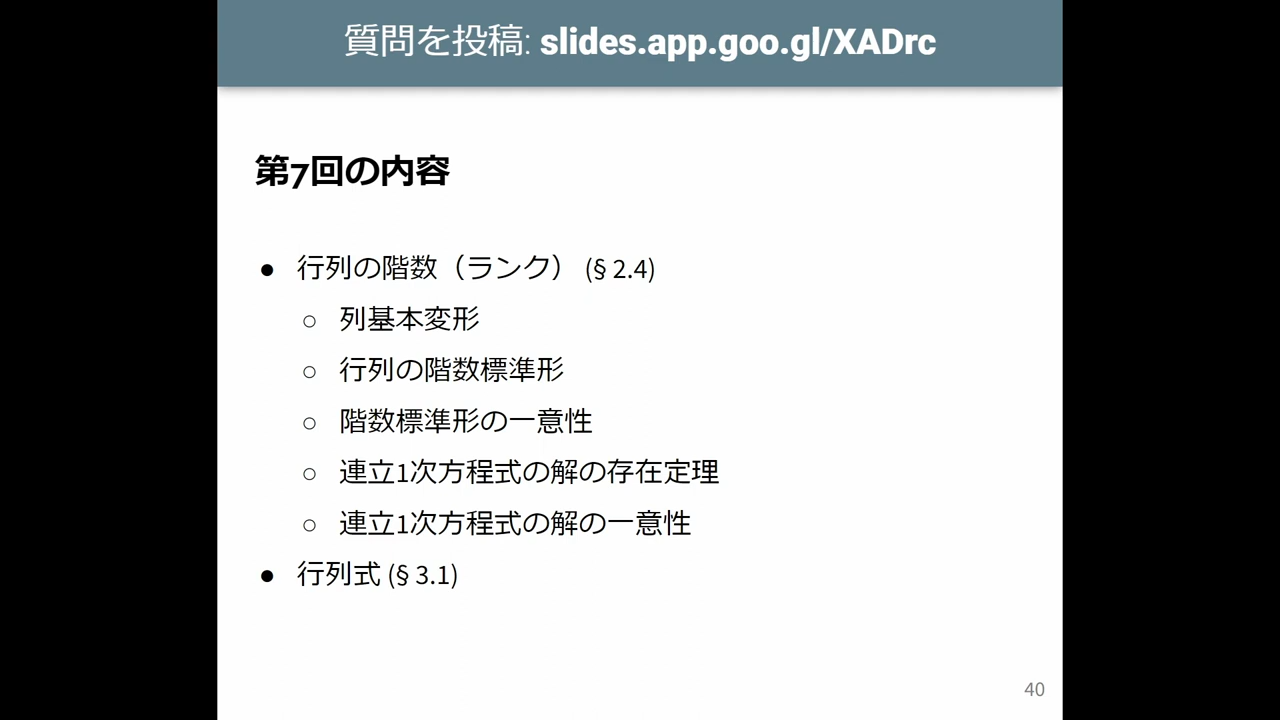 質問を投稿: slides.app.goo.gl/XADrc
第7回の内容
● 行列の階数（ランク） (§ 2.4)
○ 列基本変形
○ 行列の階数標準形
○ 階数標準形の一意性
○ 連立1次方程式の解の存在定理
○ 連立1次方程式の解の一意性
● 行列式 (§ 3.1)
40